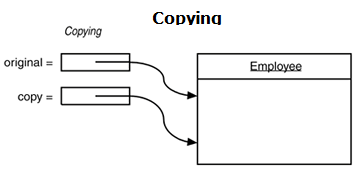 Copying
Copying
original =
Employee
copy =